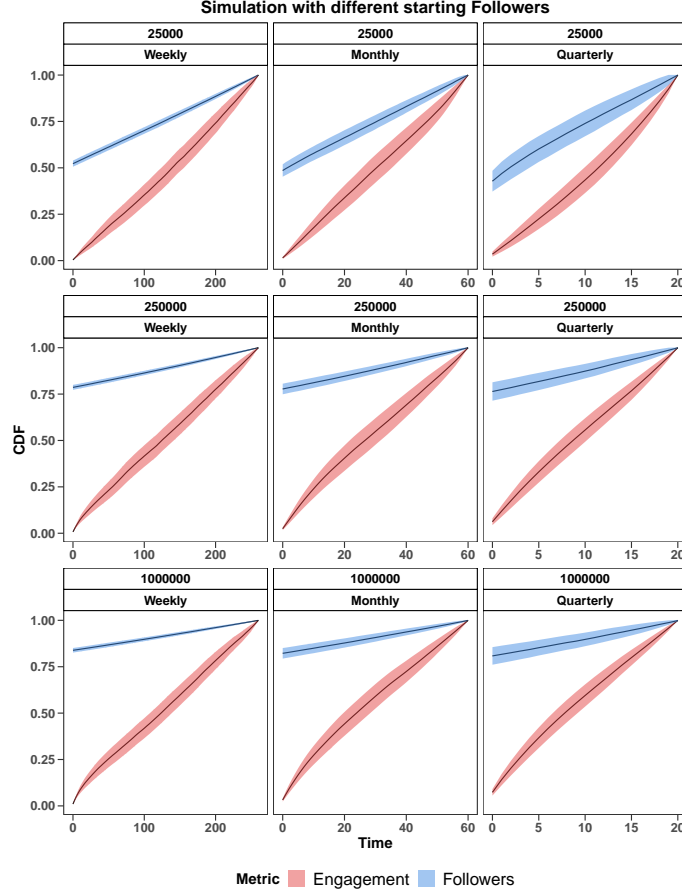 Simulation with different starting Followers
25000 25000 25000
Weekly Monthly Quarterly
1.00
0.75
0.50
0.25
0.00
0 100 200 0 20 40 60 0 5 10 15 20
250000 250000 250000
Weekly Monthly Quarterly
1.00
0.75
0.50
0.25
0.00
CDF
0 100 200 0 20 40 60 0 5 10 15 20
1000000 1000000 1000000
Weekly Monthly Quarterly
1.00
0.75
0.50
0.25
0.00
0 100 200 0 20 40 60 0 5 10 15 20
Time
Metric Engagement Followers